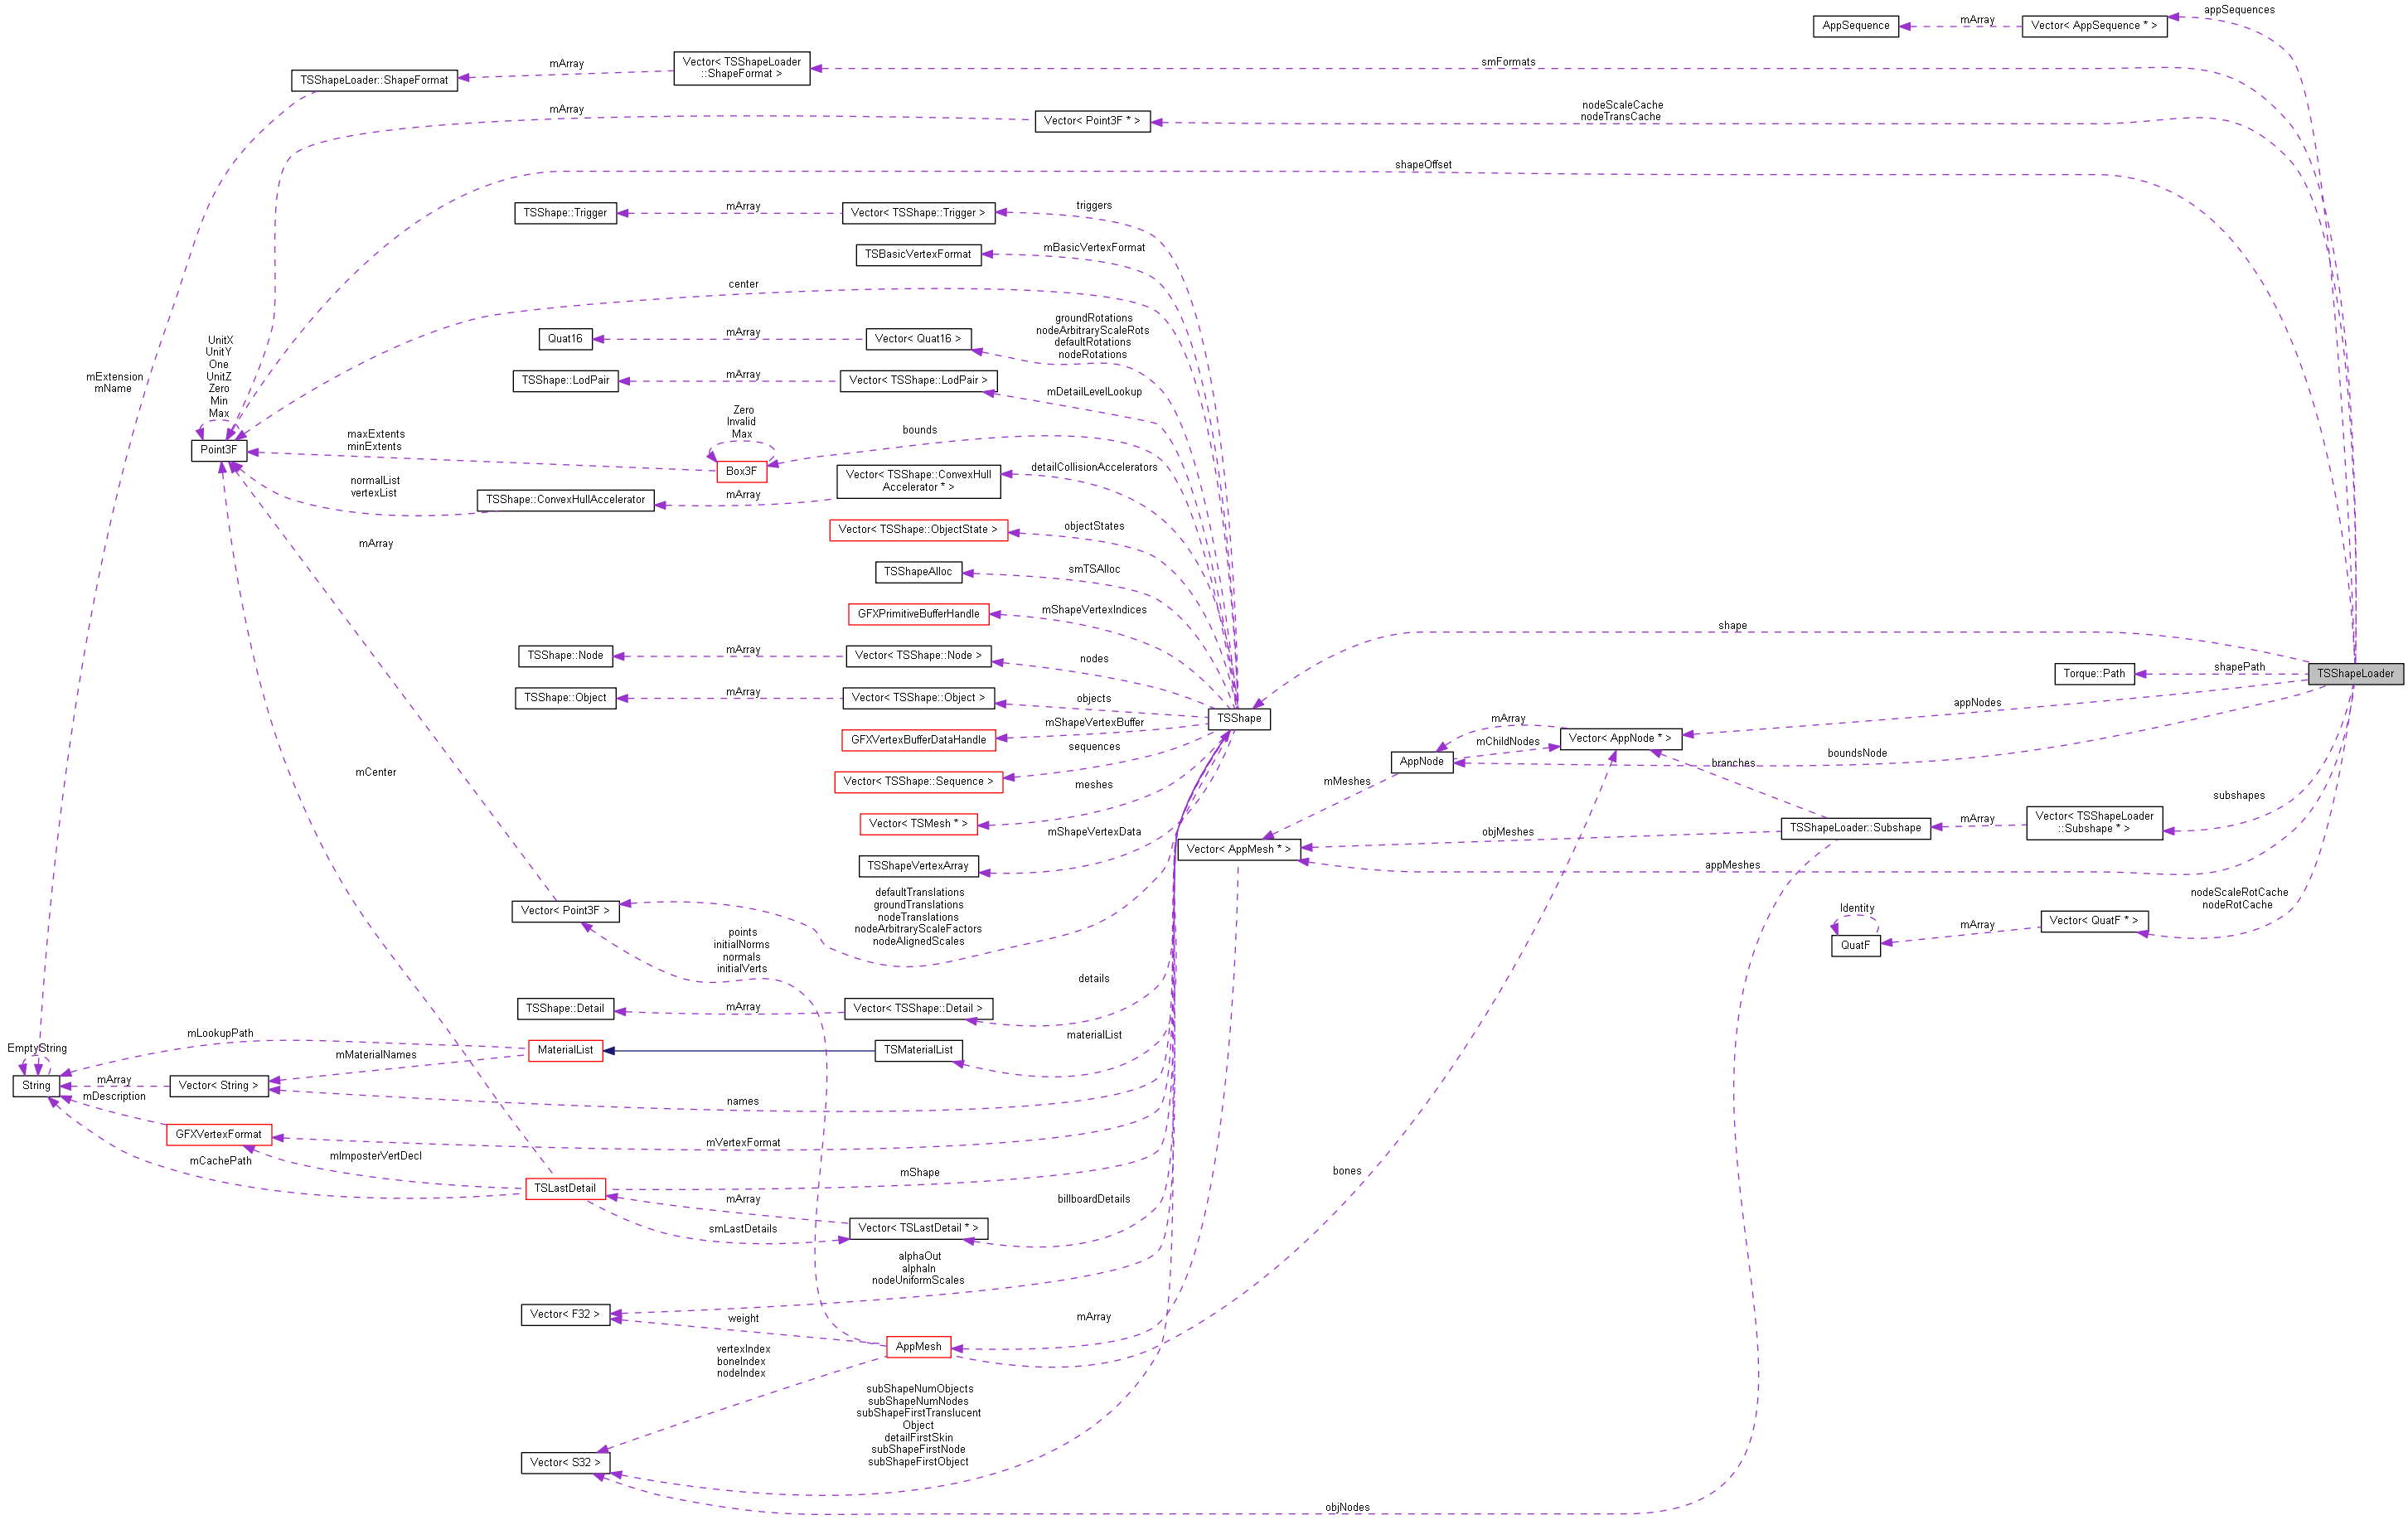 appSequences
AppSequence
mArray
Vector< AppSequence * >
Vector< TSShapeLoader
::ShapeFormat >
smFormats
mArray
TSShapeLoader::ShapeFormat
mArray
nodeScaleCache
nodeTransCache
Vector< Point3F * >
shapeOffset
TSShape::Trigger
mArray
Vector< TSShape::Trigger >
triggers
TSBasicVertexFormat
mBasicVertexFormat
center
groundRotations
nodeArbitraryScaleRots
defaultRotations
nodeRotations
Quat16
mArray
Vector< Quat16 >
UnitX
UnitY
One
UnitZ
Zero
Min
Max
mExtension
mName
TSShape::LodPair
mArray
Vector< TSShape::LodPair >
mDetailLevelLookup
Zero
Invalid
Max
bounds
maxExtents
minExtents
Point3F
Box3F
detailCollisionAccelerators
Vector< TSShape::ConvexHull
Accelerator * >
normalList
vertexList
TSShape::ConvexHullAccelerator
mArray
Vector< TSShape::ObjectState >
objectStates
mArray
TSShapeAlloc
smTSAlloc
GFXPrimitiveBufferHandle
mShapeVertexIndices
shape
TSShape::Node
mArray
Vector< TSShape::Node >
nodes
Torque::Path
shapePath
TSShapeLoader
TSShape::Object
mArray
Vector< TSShape::Object >
objects
appNodes
TSShape
mShapeVertexBuffer
GFXVertexBufferDataHandle
mArray
mChildNodes
Vector< AppNode * >
sequences
boundsNode
AppNode
branches
mCenter
Vector< TSShape::Sequence >
meshes
mMeshes
subshapes
Vector< TSMesh * >
mShapeVertexData
objMeshes
TSShapeLoader::Subshape
mArray
Vector< TSShapeLoader
::Subshape * >
Vector< AppMesh * >
TSShapeVertexArray
appMeshes
defaultTranslations
groundTranslations
nodeTranslations
nodeArbitraryScaleFactors
nodeAlignedScales
nodeScaleRotCache
nodeRotCache
Identity
Vector< Point3F >
mArray
Vector< QuatF * >
QuatF
points
initialNorms
normals
initialVerts
details
TSShape::Detail
mArray
Vector< TSShape::Detail >
mLookupPath
materialList
EmptyString
mMaterialNames
MaterialList
TSMaterialList
String
mArray
Vector< String >
mDescription
names
GFXVertexFormat
mVertexFormat
mCachePath
mImposterVertDecl
mShape
bones
TSLastDetail
mArray
billboardDetails
smLastDetails
Vector< TSLastDetail * >
alphaOut
alphaIn
nodeUniformScales
Vector< F32 >
weight
mArray
AppMesh
vertexIndex
boneIndex
nodeIndex
subShapeNumObjects
subShapeNumNodes
subShapeFirstTranslucent
Object
detailFirstSkin
subShapeFirstNode
subShapeFirstObject
Vector< S32 >
objNodes